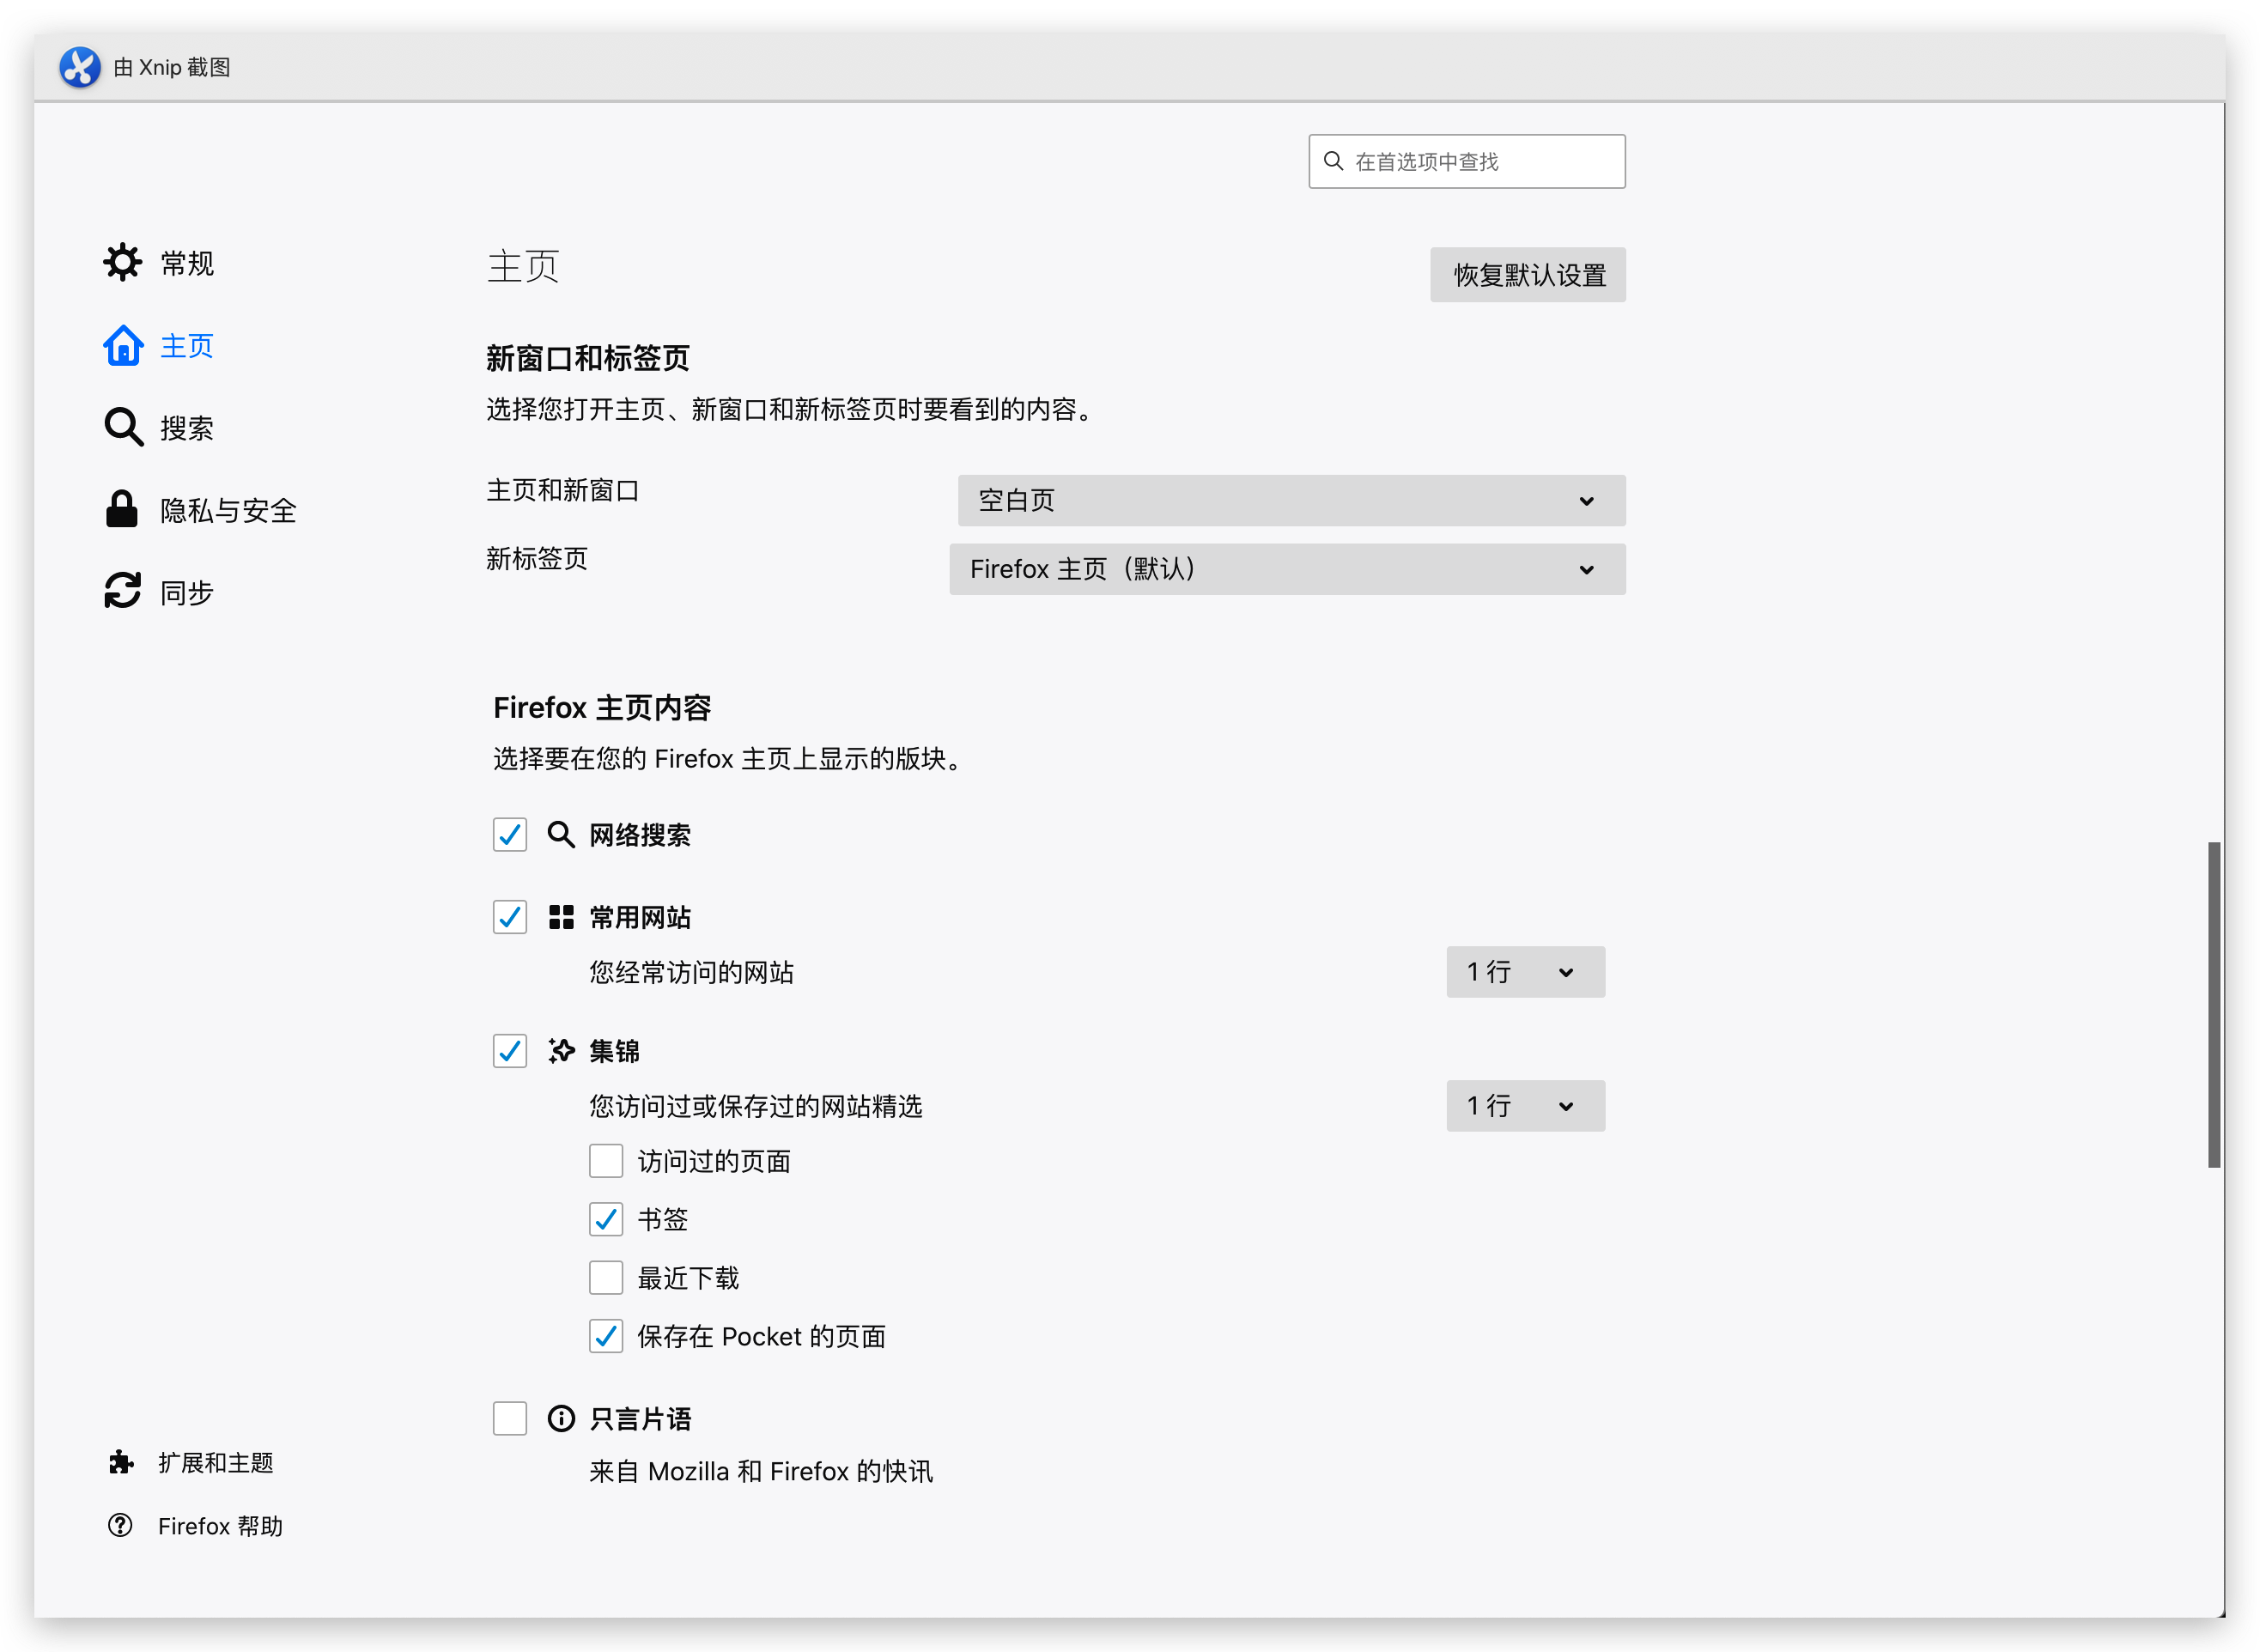 由 Xnip 截图
在首选项中查找
常规
主页
搜索
隐私与安全
同步
主页
恢复默认设置
新窗口和标签页
选择您打开主页、新窗口和新标签页时要看到的内容。
主页和新窗口
空白页
新标签页
Firefox 主页（默认）
Firefox 主页内容
选择要在您的 Firefox 主页上显示的版块。
网络搜索
常用网站
您经常访问的网站
1 行
集锦
您访问过或保存过的网站精选
1 行
访问过的页面
书签
最近下载
保存在 Pocket 的页面
只言片语
来自 Mozilla 和 Firefox 的快讯
扩展和主题
Firefox 帮助